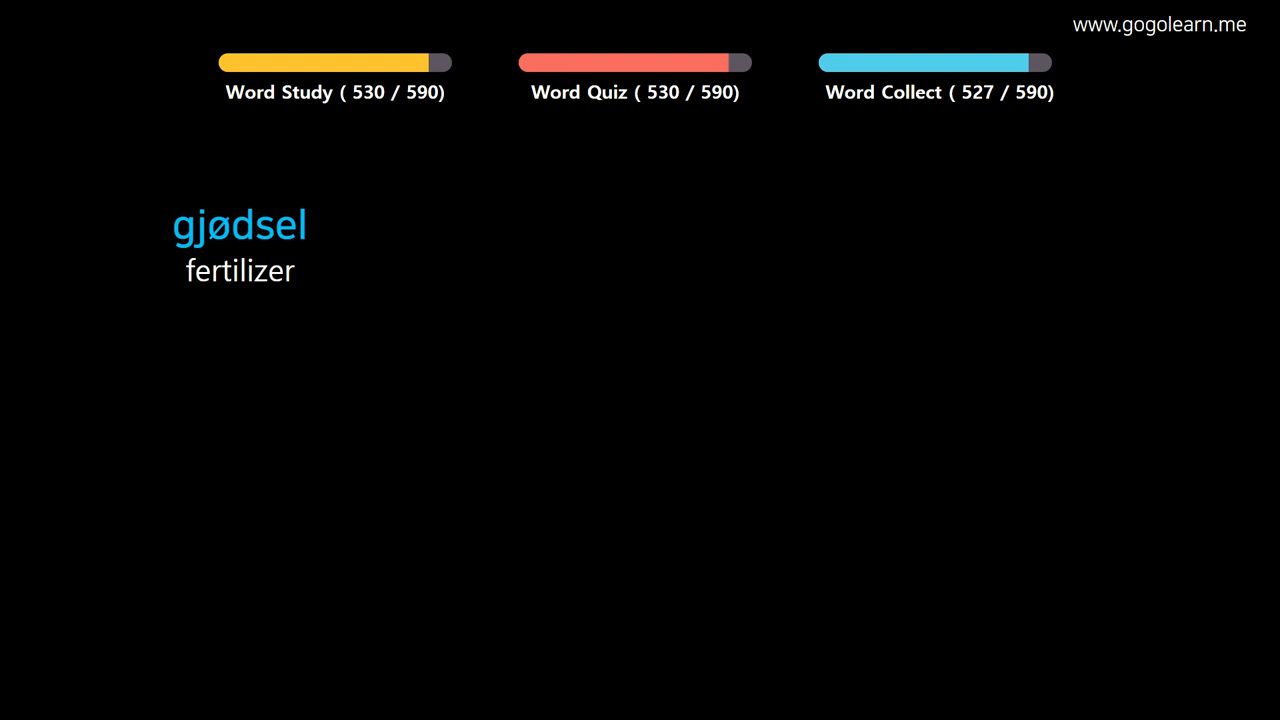 www.gogolearn.me
Word Study ( 530 / 590)
Word Quiz ( 530 / 590)
Word Collect ( 527 / 590)
gjødsel
fertilizer